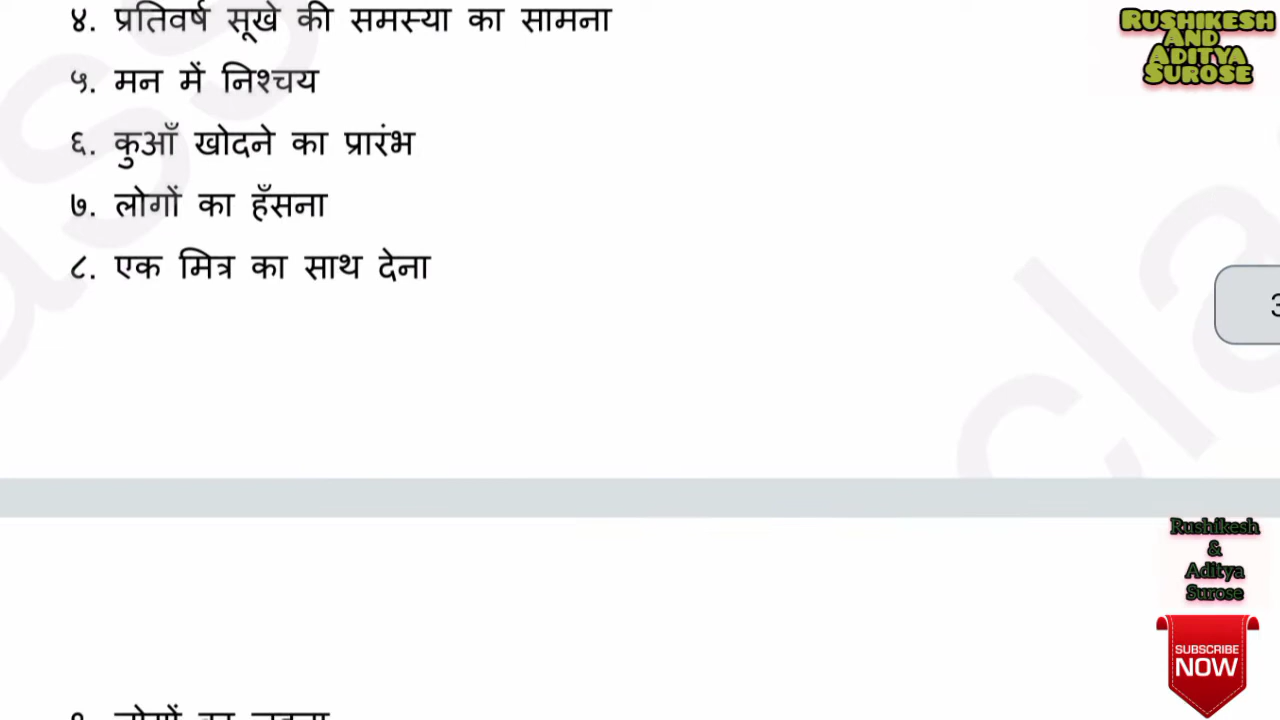 ४. प्रतिवर्ष सूखे की समस्या का सामना
५. मन में निश्चय
६. कुआँ खोदने का प्रारंभ
७. लोगों का हँसना
८. एक मित्र का साथ देना
RUSHIKESH
AND
ADITYA
SUROSE
Rushikesh
&
Aditya
Surose
SUBSCRIBE
NOW